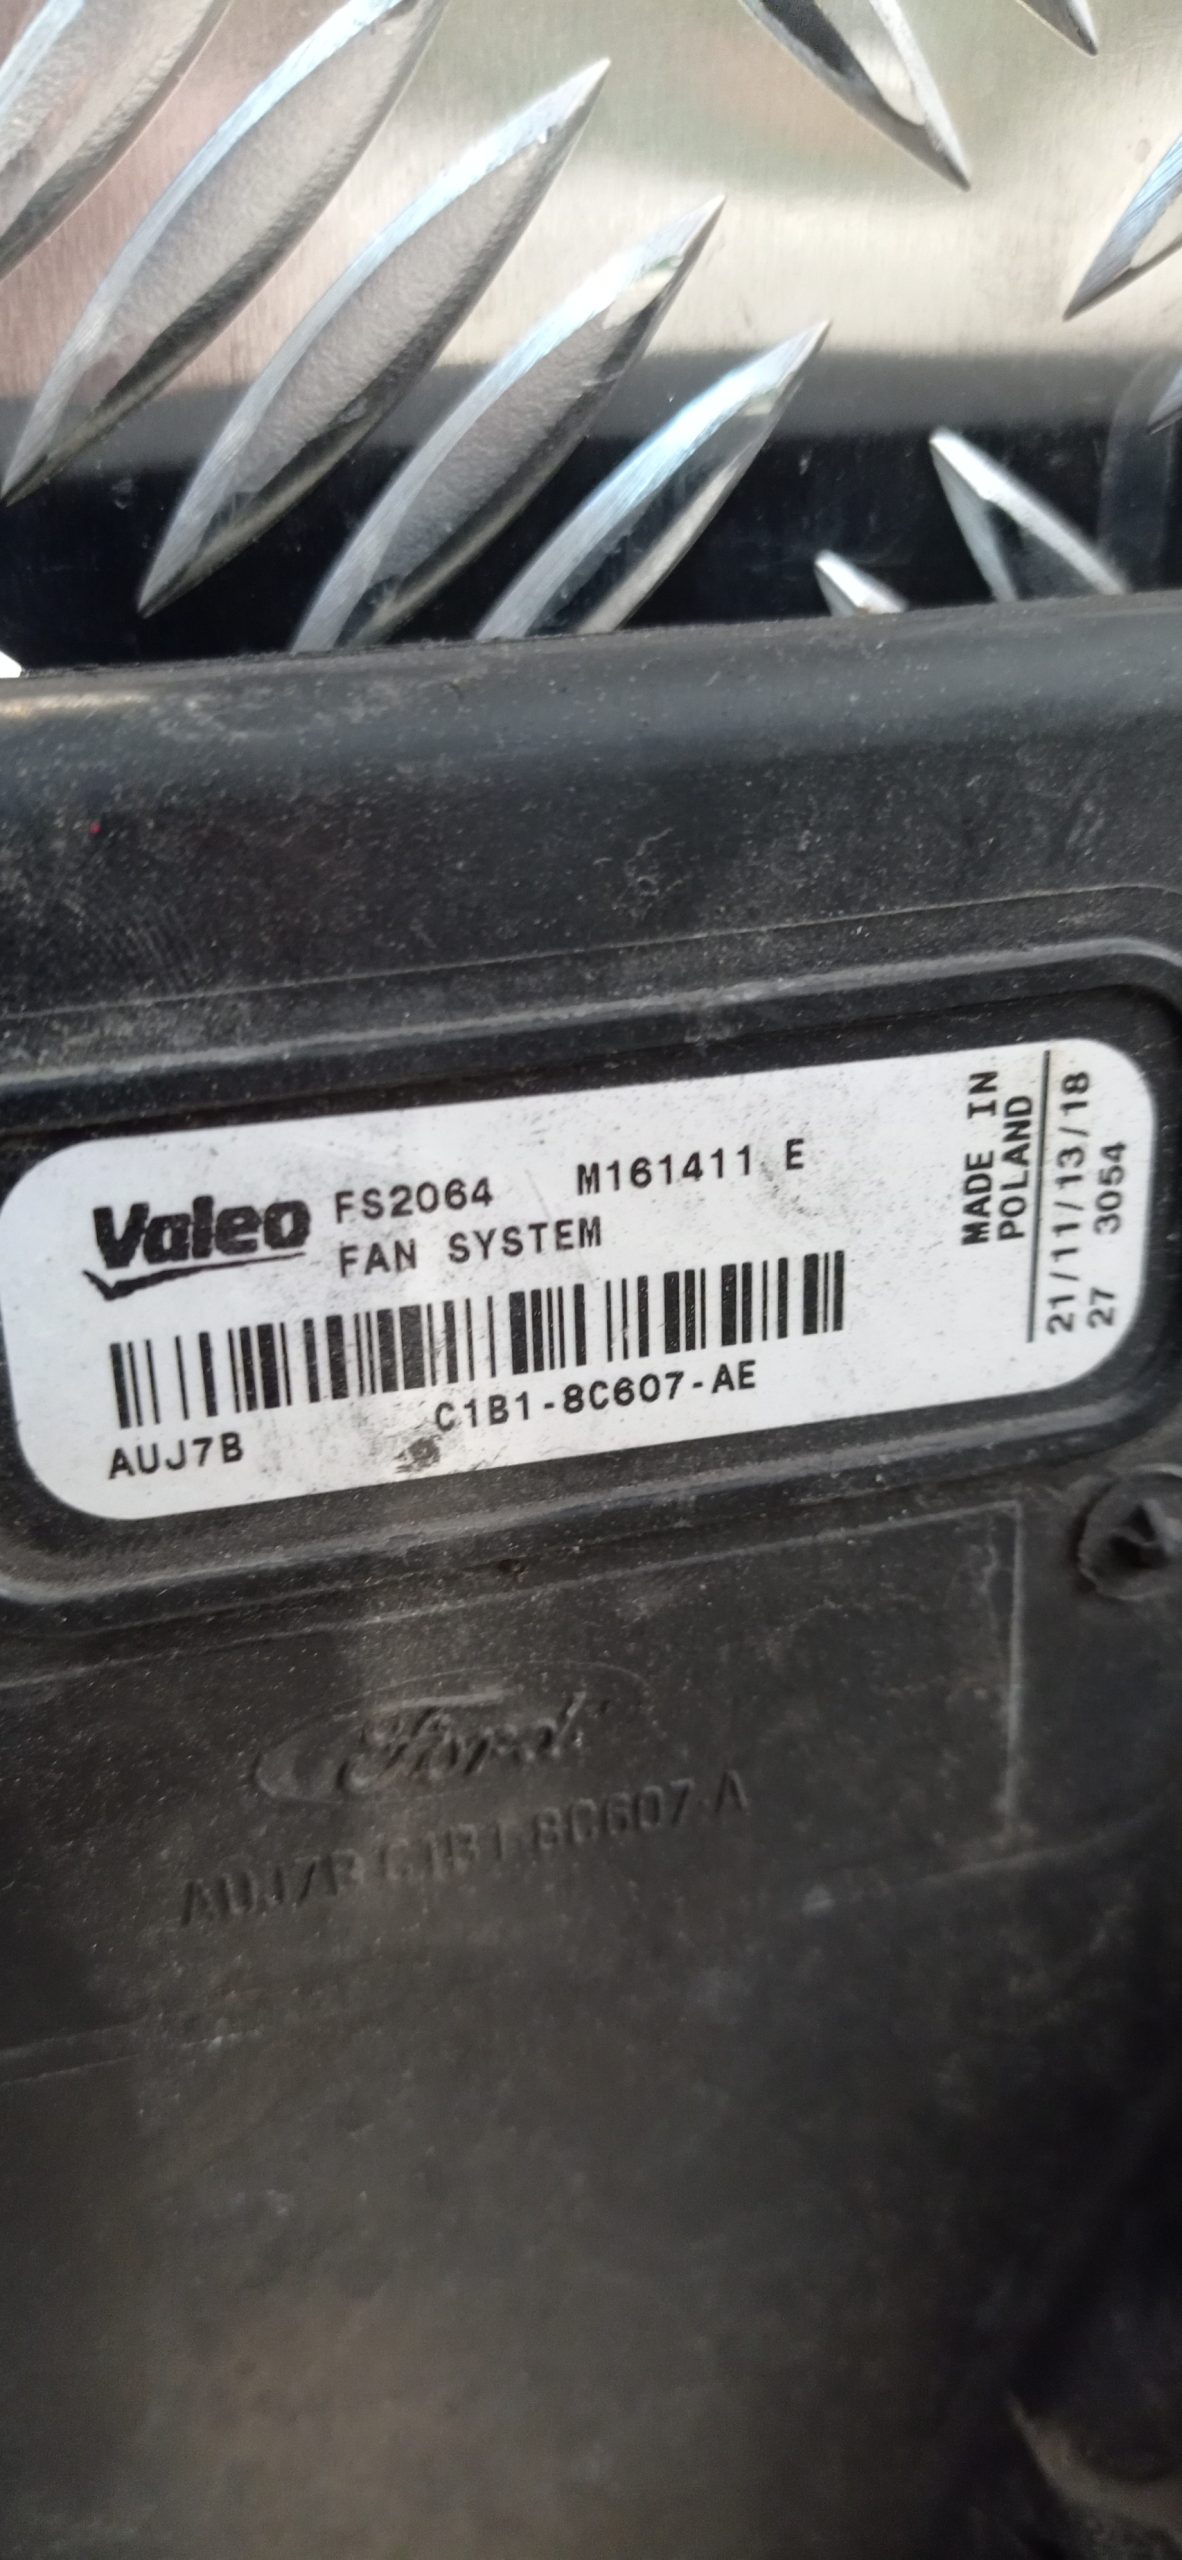 Valeo FS2064 M161411 E
FAN SYSTEM
AUJ7B C1B1-8C607-AE
MADE IN
POLAND
21/11/13/18
27 3054
Ford
AUJ7B C1B1-8C607-A